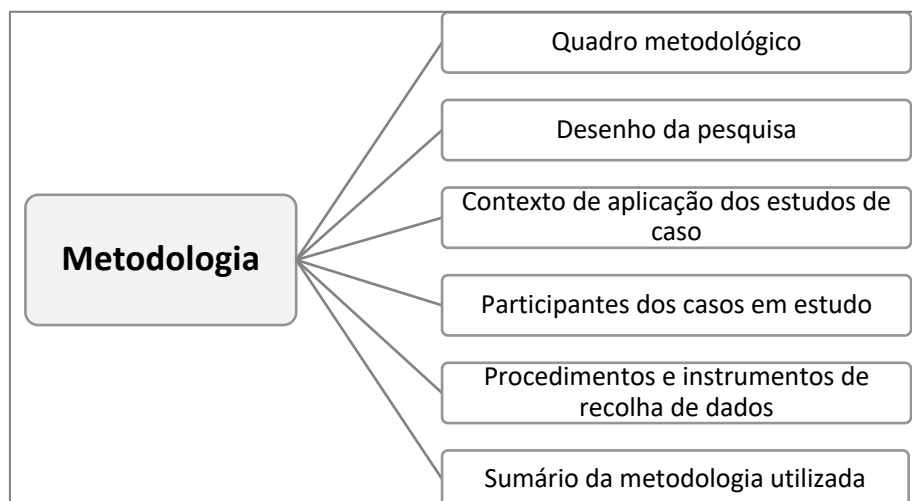 Quadro metodológico
Desenho da pesquisa
Contexto de aplicação dos estudos de
caso
Metodologia
Participantes dos casos em estudo
Procedimentos e instrumentos de
recolha de dados
Sumário da metodologia utilizada